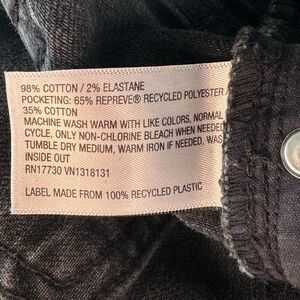 98% COTTON / 2% ELASTANE
POCKETING: 65% REPREVE® RECYCLED POLYESTER /
35% COTTON
MACHINE WASH WARM WITH LIKE COLORS, NORMAL
CYCLE, ONLY NON-CHLORINE BLEACH WHEN NEEDED
TUMBLE DRY MEDIUM, WARM IRON IF NEEDED, WAS
INSIDE OUT
RN17730 VN1318131
LABEL MADE FROM 100% RECYCLED PLASTIC